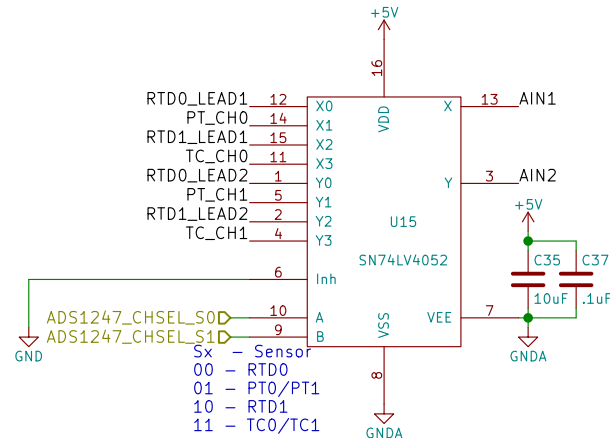 +5V
16
VDD
RTD0_LEAD1 12 X0
PT_CH0 14 X1
RTD1_LEAD1 15 X2
TC_CH0 11 X3
RTD0_LEAD2 1 Y0
PT_CH1 5 Y1
RTD1_LEAD2 2 Y2
TC_CH1 4 Y3
X 13 AIN1
Y 3 AIN2
U15
SN74LV4052
6 Inh
GND
ADS1247_CHSEL_S0 10 A
ADS1247_CHSEL_S1 9 B
VSS
8
GNDA
VEE 7
+5V
C35
10uF
C37
.1uF
GNDA
Sx – Sensor
00 – RTD0
01 – PT0/PT1
10 – RTD1
11 – TC0/TC1